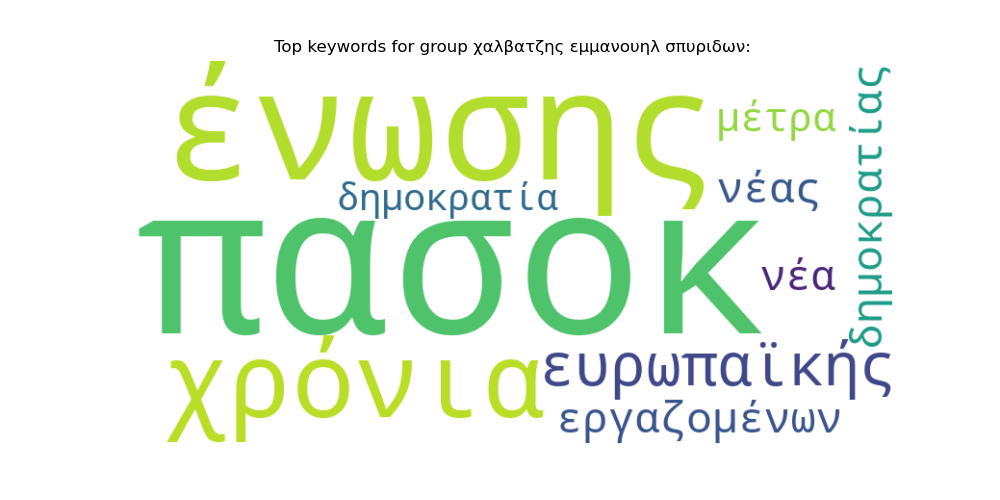 Top keywords for group χαλβατζης εμμανουηλ σπυριδων:
ένωσης
μέτρα
δημοκρατίας
νέας
δημοκρατία
πασοκ
νέα
χρόνια
ευρωπαϊκής
εργαζομένων